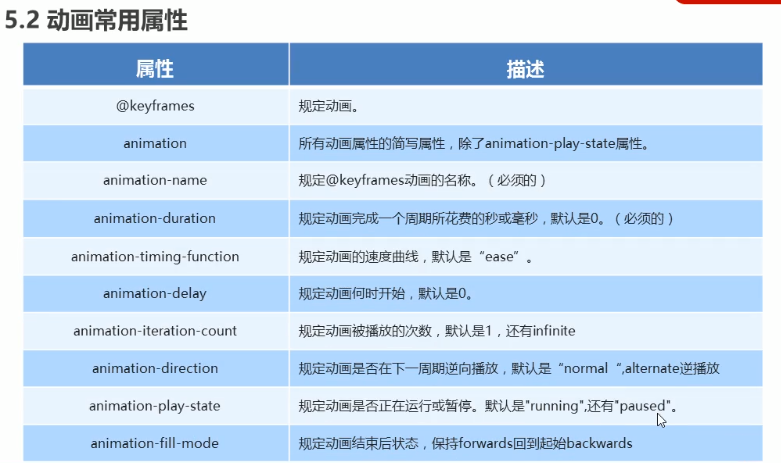 5.2 动画常用属性
属性 描述
@keyframes 规定动画。
animation 所有动画属性的简写属性，除了animation-play-state属性。
animation-name 规定@keyframes动画的名称。（必须的）
animation-duration 规定动画完成一个周期所花费的秒或毫秒，默认是0。（必须的）
animation-timing-function 规定动画的速度曲线，默认是“ease”。
animation-delay 规定动画何时开始，默认是0。
animation-iteration-count 规定动画被播放的次数，默认是1，还有infinite
animation-direction 规定动画是否在下一周期逆向播放，默认是“normal“,alternate逆播放
animation-play-state 规定动画是否正在运行或暂停。默认是"running",还有"paused"。
animation-fill-mode 规定动画结束后状态，保持forwards回到起始backwards